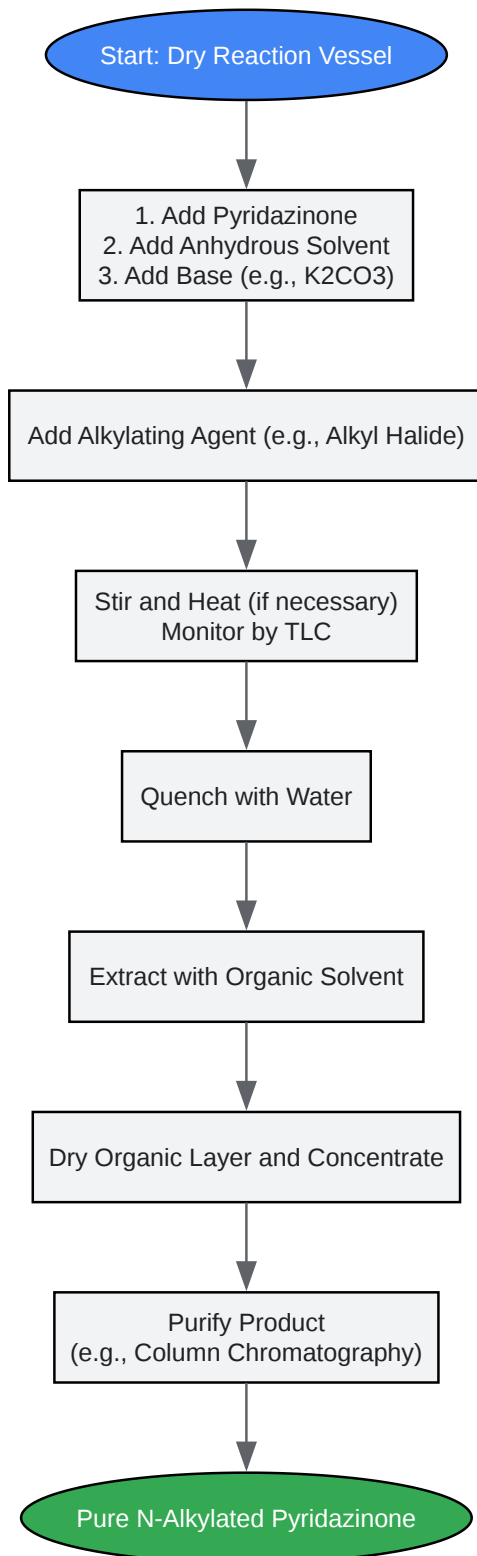 Start: Dry Reaction Vessel
1. Add Pyridazinone
2. Add Anhydrous Solvent
3. Add Base (e.g., K2CO3)
Add Alkylating Agent (e.g., Alkyl Halide)
Stir and Heat (if necessary)
Monitor by TLC
Quench with Water
Extract with Organic Solvent
Dry Organic Layer and Concentrate
Purify Product
(e.g., Column Chromatography)
Pure N-Alkylated Pyridazinone